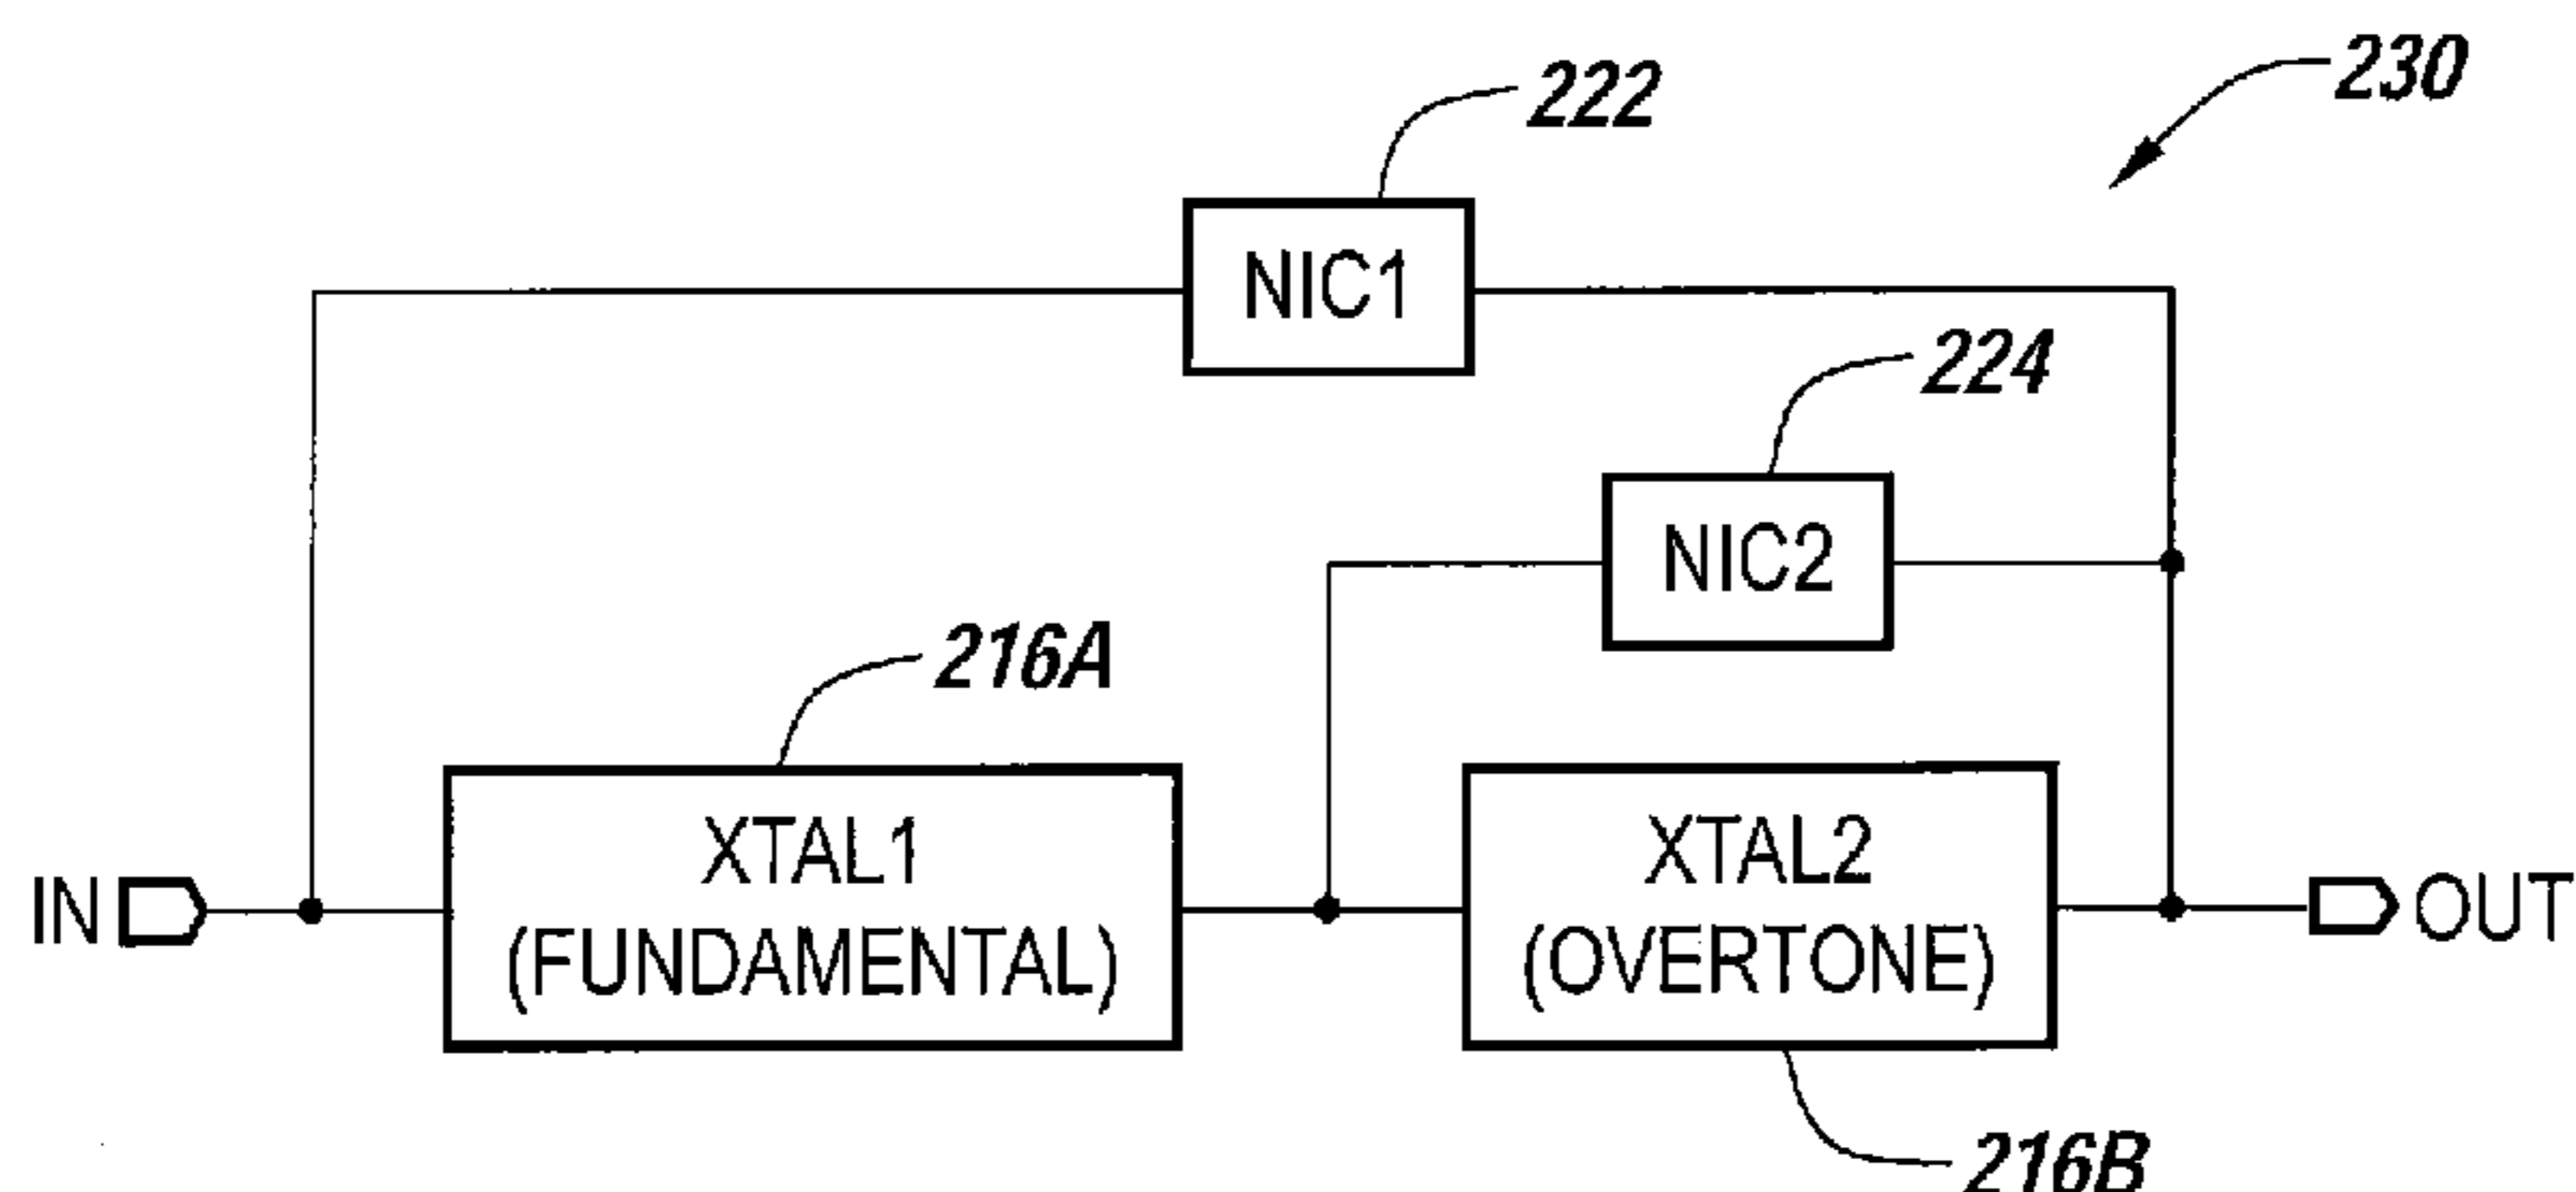 230
222
NIC1
224
NIC2
216A
XTAL1
(FUNDAMENTAL)
XTAL2
(OVERTONE)
IN
OUT
216B